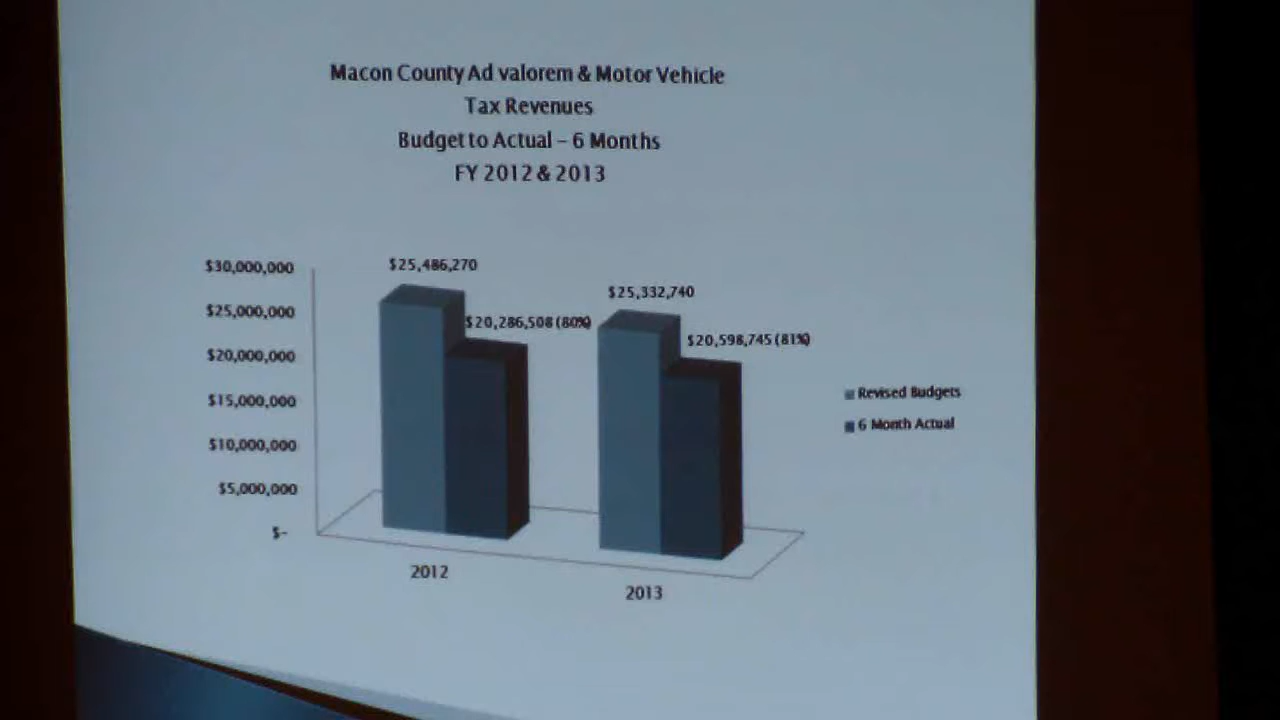 Macon County Ad valorem & Motor Vehicle
Tax Revenues
Budget to Actual – 6 Months
FY 2012 & 2013
$30,000,000
$25,000,000
$20,000,000
$15,000,000
$10,000,000
$5,000,000
$-
$25,486,270
$20,286,508 (80%)
$25,332,740
$20,598,745 (81%)
2012
2013
Revised Budgets
6 Month Actual